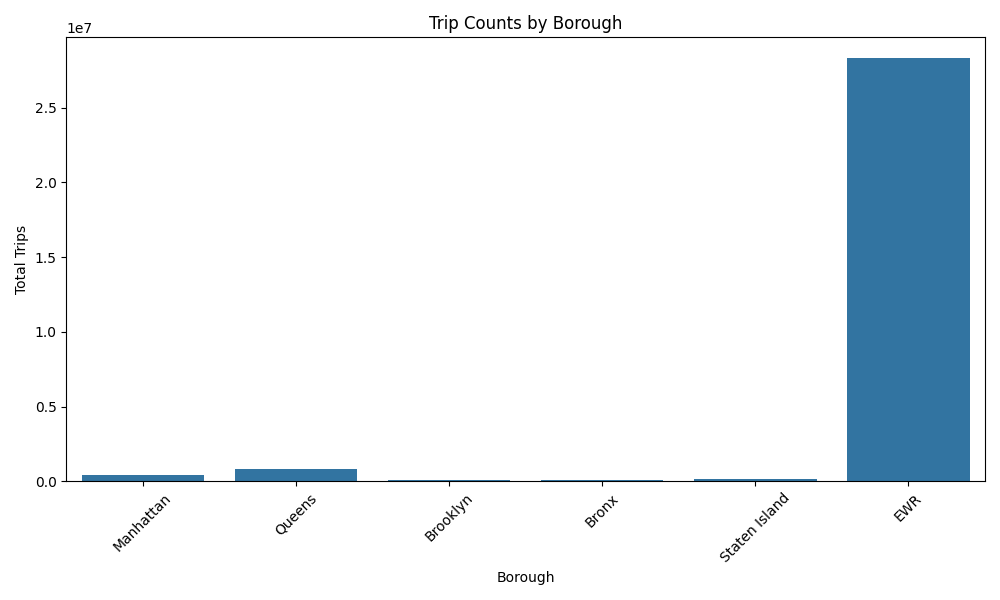 Trip Counts by Borough
1e7
2.5
2.0
1.5
1.0
0.5
0.0
Total Trips
Manhattan
Queens
Brooklyn
Bronx
Staten Island
EWR
Borough